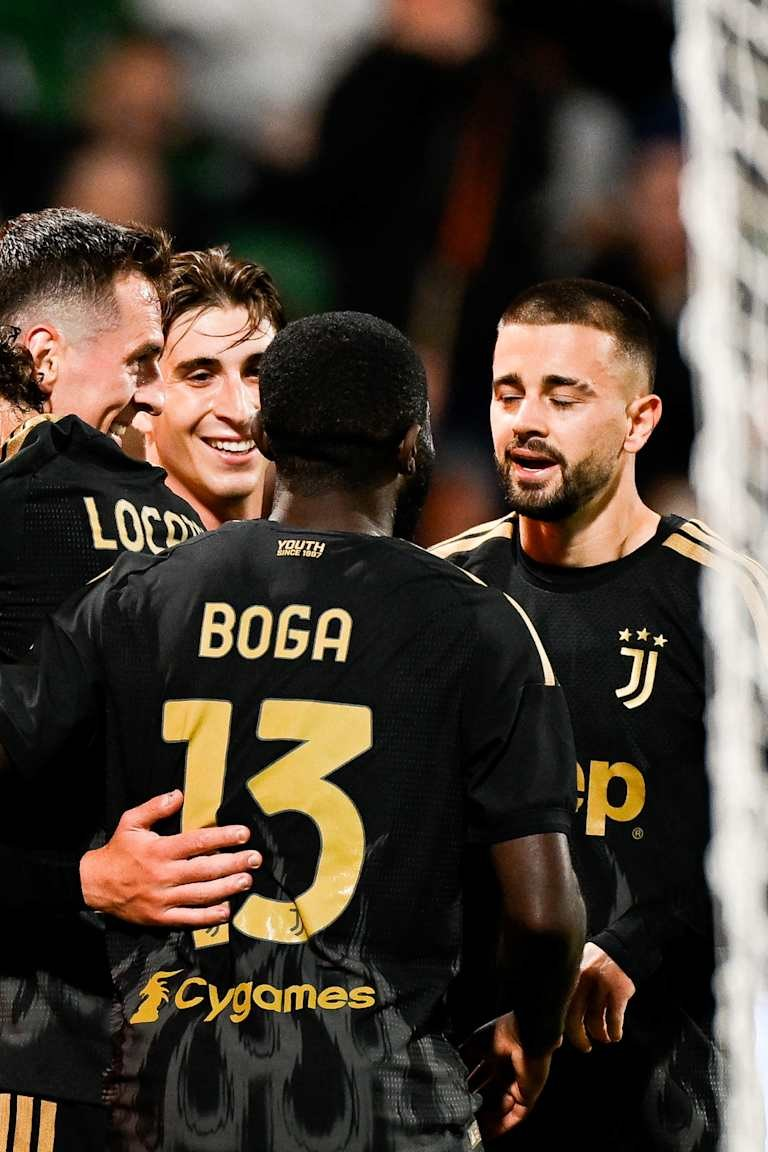 LOCA
YOUTH
SINCE 1897
BOGA
13
ep
®
Cygames